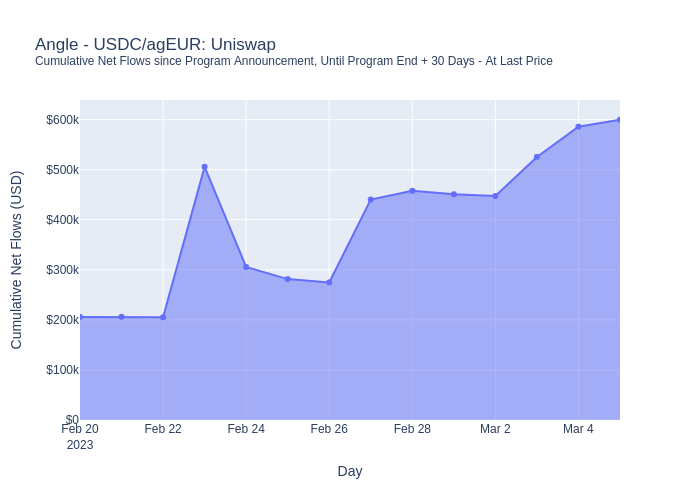 Angle - USDC/agEUR: Uniswap
Cumulative Net Flows since Program Announcement, Until Program End + 30 Days - At Last Price
Cumulative Net Flows (USD)
$600k
$500k
$400k
$300k
$200k
$100k
$0
Feb 20 Feb 22 Feb 24 Feb 26 Feb 28 Mar 2 Mar 4
2023
Day